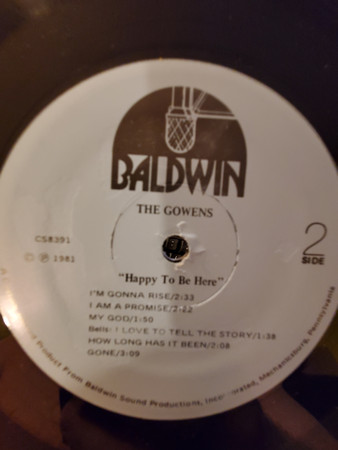 BALDWIN
THE GOWENS
CS8391
© ℗ 1981
2
SIDE
"Happy To Be Here"
I'M GONNA RISE/2:33
I AM A PROMISE/2:22
MY GOD/1:50
Bells: I LOVE TO TELL THE STORY/1:38
HOW LONG HAS IT BEEN/2:08
GONE/3:09
Product From Baldwin Sound Productions, Mechanicsburg, Pennsylvania